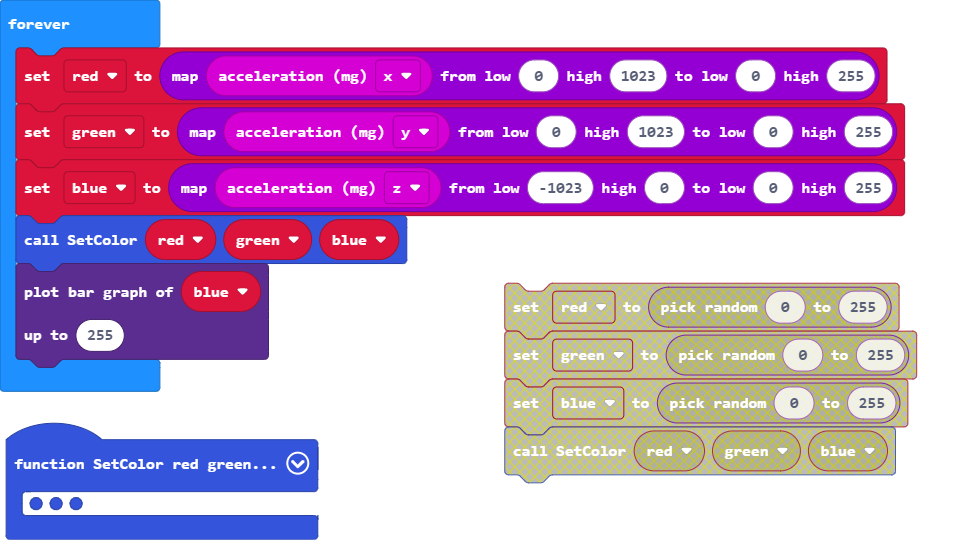 forever
set red to map acceleration (mg) x from low 0 high 1023 to low 0 high 255
set green to map acceleration (mg) y from low 0 high 1023 to low 0 high 255
set blue to map acceleration (mg) z from low -1023 high 0 to low 0 high 255
call SetColor red green blue
plot bar graph of blue
up to 255
set red to pick random 0 to 255
set green to pick random 0 to 255
set blue to pick random 0 to 255
call SetColor red green blue
function SetColor red green...